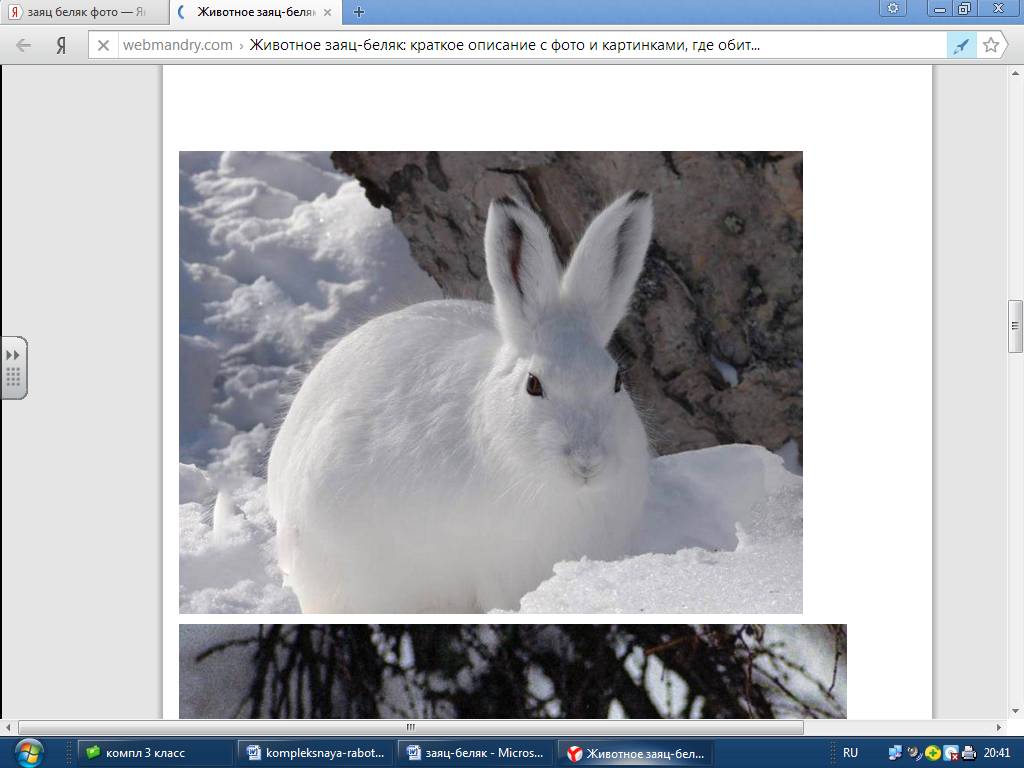 заяц беляк фото — Я
Животное заяц-беляк
webmandry.com › Животное заяц-беляк: краткое описание с фото и картинками, где обит...
компл 3 класс
kompleksnaya-rabot...
заяц-беляк - Micros...
Животное заяц-бел...
RU
20:41